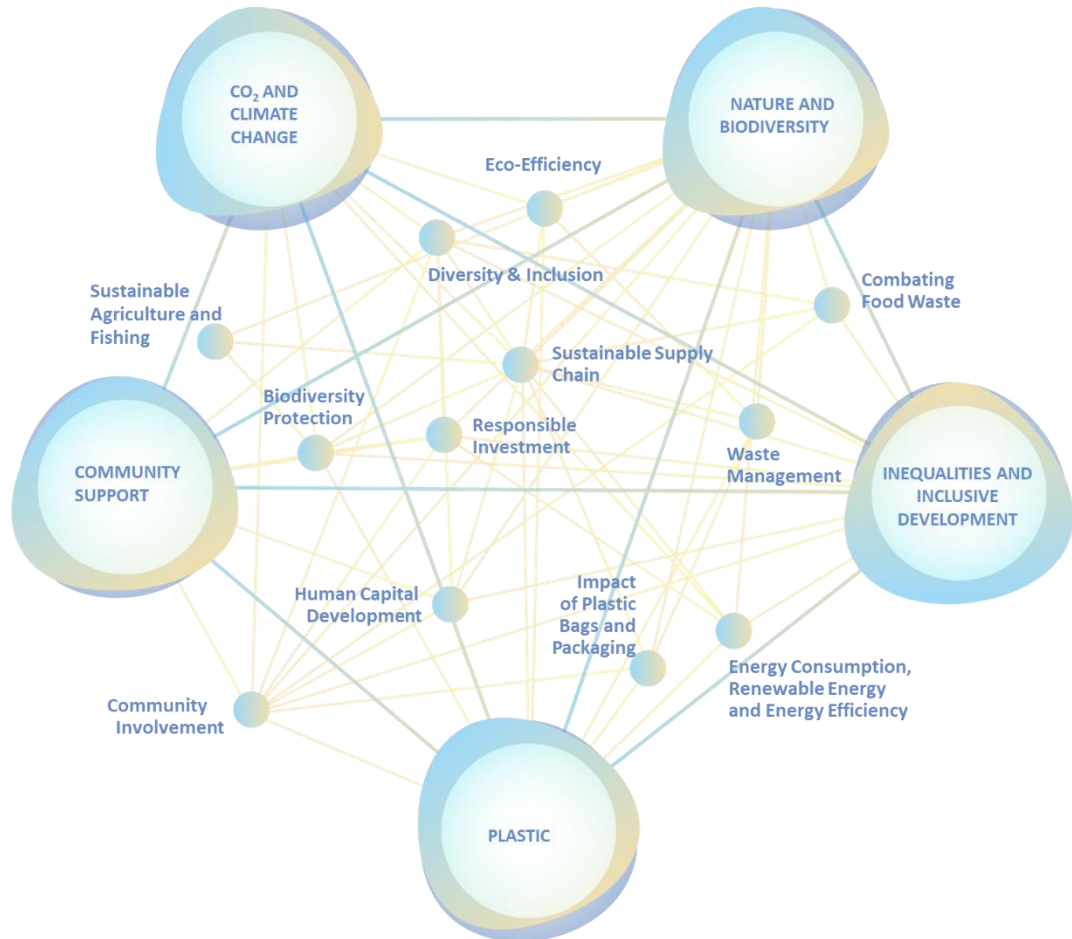 CO₂ AND
CLIMATE
CHANGE
NATURE AND
BIODIVERSITY
Eco-Efficiency
Diversity & Inclusion
Combating
Food Waste
Sustainable
Agriculture and
Fishing
Sustainable Supply
Chain
Biodiversity
Protection
Responsible
Investment
Waste
Management
COMMUNITY
SUPPORT
INEQUALITIES AND
INCLUSIVE
DEVELOPMENT
Human Capital
Development
Impact
of Plastic
Bags and
Packaging
Energy Consumption,
Renewable Energy
and Energy Efficiency
Community
Involvement
PLASTIC